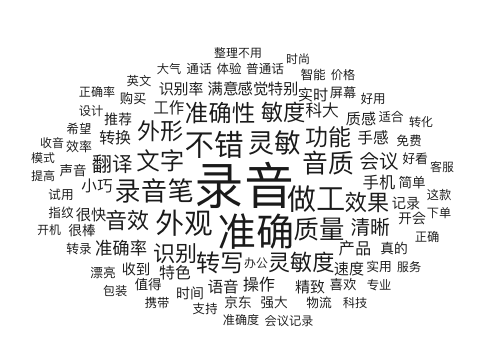 整理不用
时尚
大气 通话 体验 普通话
智能 价格
英文
正确率 购买 识别率 满意 感觉 特别 实时 屏幕 好用
设计 推荐 工作 准确性 敏度 科大 质感 适合
希望 转换 外形 不错 灵敏 功能 手感 免费 转化
收音 效率
模式 声音 翻译 文字 音质 会议 好看
提高 客服
试用 小巧 录音笔 录音 做工 效果 手机 简单 这款
指纹 很快 音效 外观 准确 质量 清晰 记录 开会 下单
开机 很棒
转录 准确率 识别 产品 真的 正确
漂亮 收到 特色 转写 办公 灵敏度 速度 实用 服务
包装 值得 时间 语音 操作 精致 喜欢 专业
携带 支持 京东 强大 物流 科技
准确度 会议记录